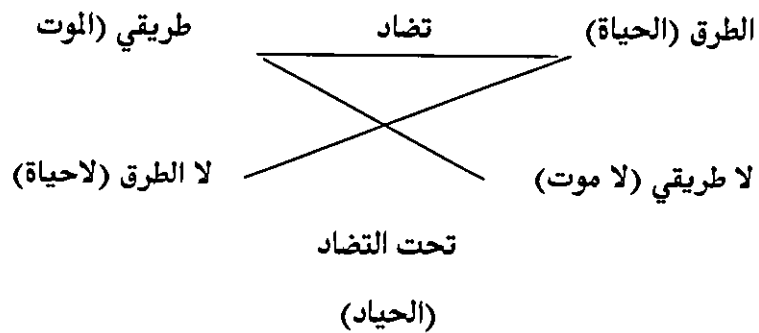 الطرق (الحياة) تضاد طريقي (الموت
لا طريقي (لا موت) لا الطرق (لاحياة)
تحت التضاد
(الحياد)